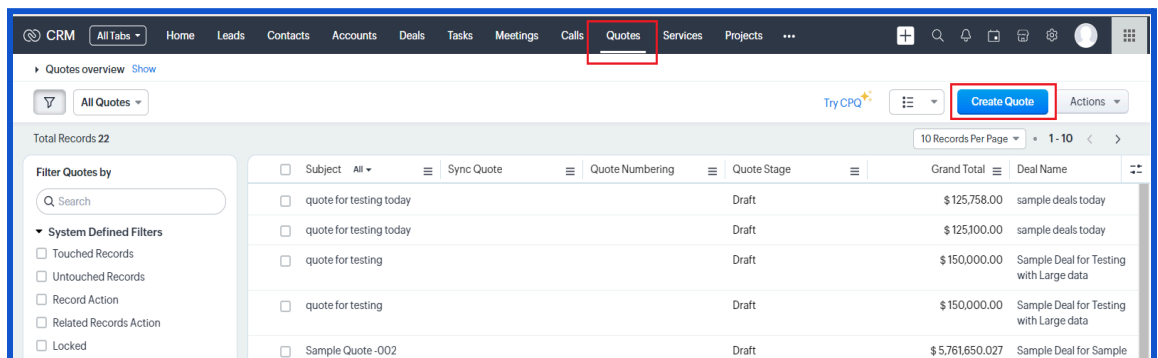 CRM All Tabs Home Leads Contacts Accounts Deals Tasks Meetings Calls Quotes Services Projects •••
Quotes overview Show
All Quotes Try CPQ Create Quote Actions
Total Records 22 10 Records Per Page • 1 - 10
Filter Quotes by Subject All Sync Quote Quote Numbering Quote Stage Grand Total Deal Name
Search quote for testing today Draft $ 125,758.00 sample deals today
System Defined Filters quote for testing today Draft $ 125,100.00 sample deals today
Touched Records quote for testing Draft $ 150,000.00 Sample Deal for Testing
Untouched Records with Large data
Record Action quote for testing Draft $ 150,000.00 Sample Deal for Testing
Related Records Action with Large data
Locked Sample Quote -002 Draft $ 5,761,650.027 Sample Deal for Sample